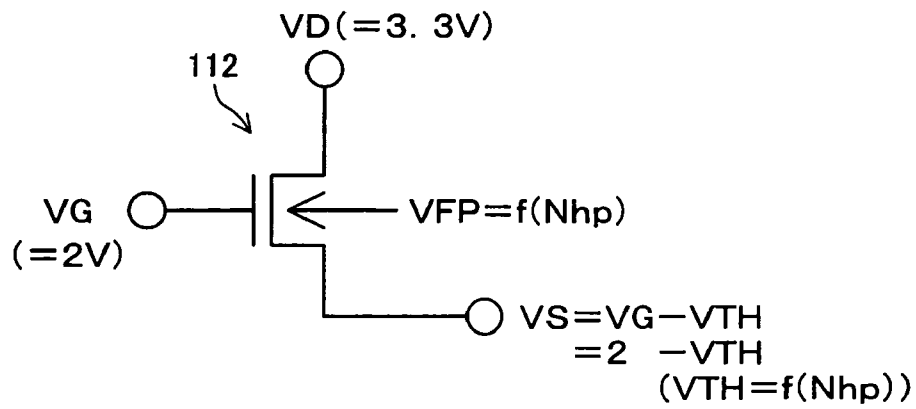 VD(=3. 3V)
112
VG
(=2V)
VFP=f(Nhp)
VS=VG−VTH
=2 −VTH
(VTH=f(Nhp))